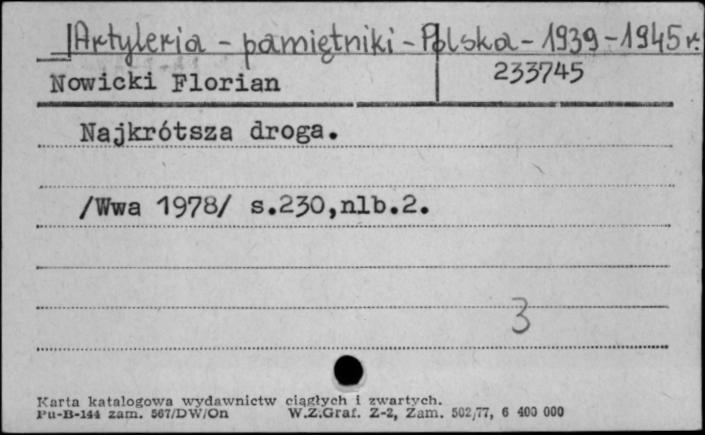 Artyleria - pamiętniki - Polska - 1939 - 1945 r.
Nowicki Florian 233745
Najkrótsza droga.
/Wwa 1978/ s.230,nlb.2.
3
Karta katalogowa wydawnictw ciągłych i zwartych.
Pu-B-144 zam. 567/DW/On W.Z.Graf. Z-2, Zam. 502/77, 6 400 000